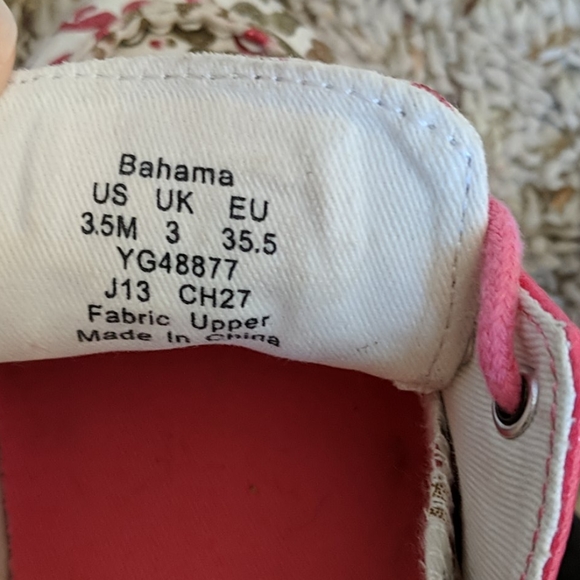 Bahama
US UK EU
3.5M 3 35.5
YG48877
J13 CH27
Fabric Upper
Made In China